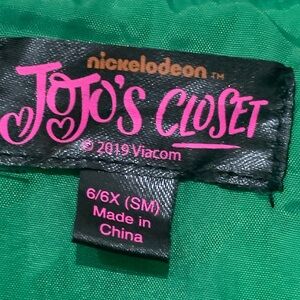 nickelodeon™
JoJo's CLOSET
© 2019 Viacom
6/6X (SM)
Made in
China